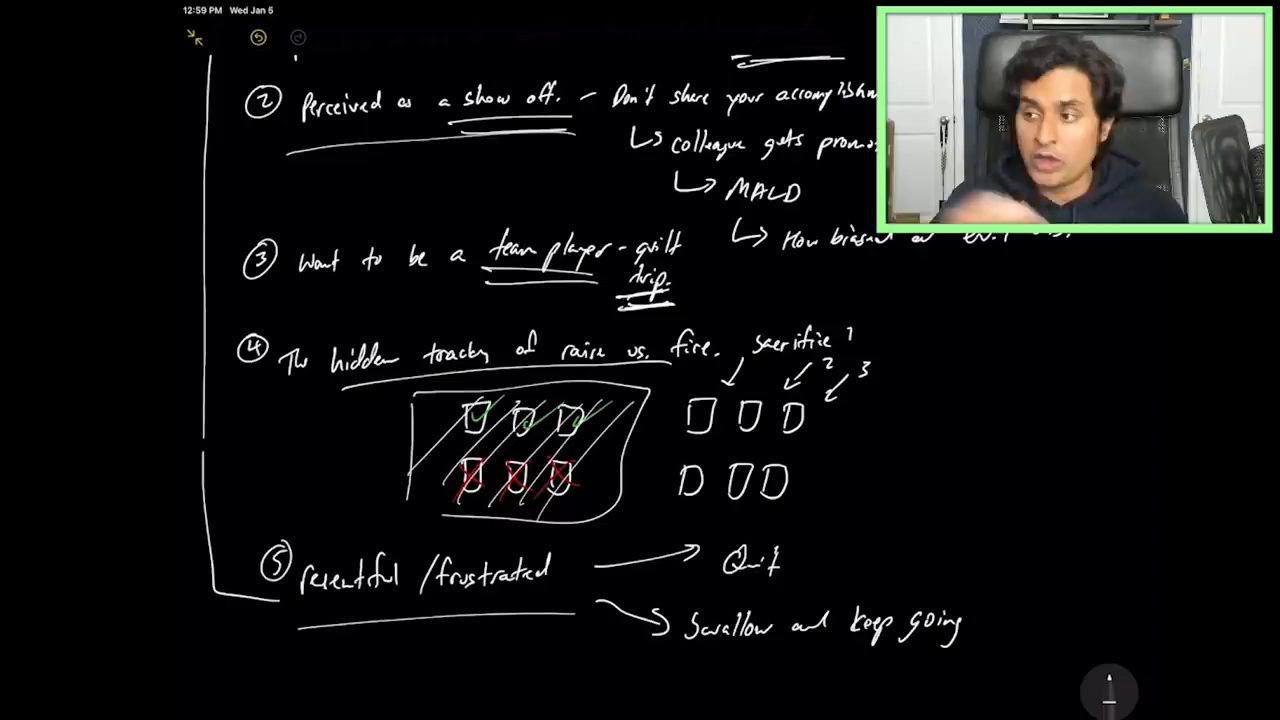 12:59 PM Wed Jan 5
② Perceived as a show off. – Don't share your accomplishm
↳ colleague gets promo
↳ MALD
↳ How biased
③ Want to be a team player – guilt
trip.
④ The hidden tracks of raise vs. fire.
sacrifice 1
2
3
⑤ resentful / frustrated → Quit
→ Swallow and keep going